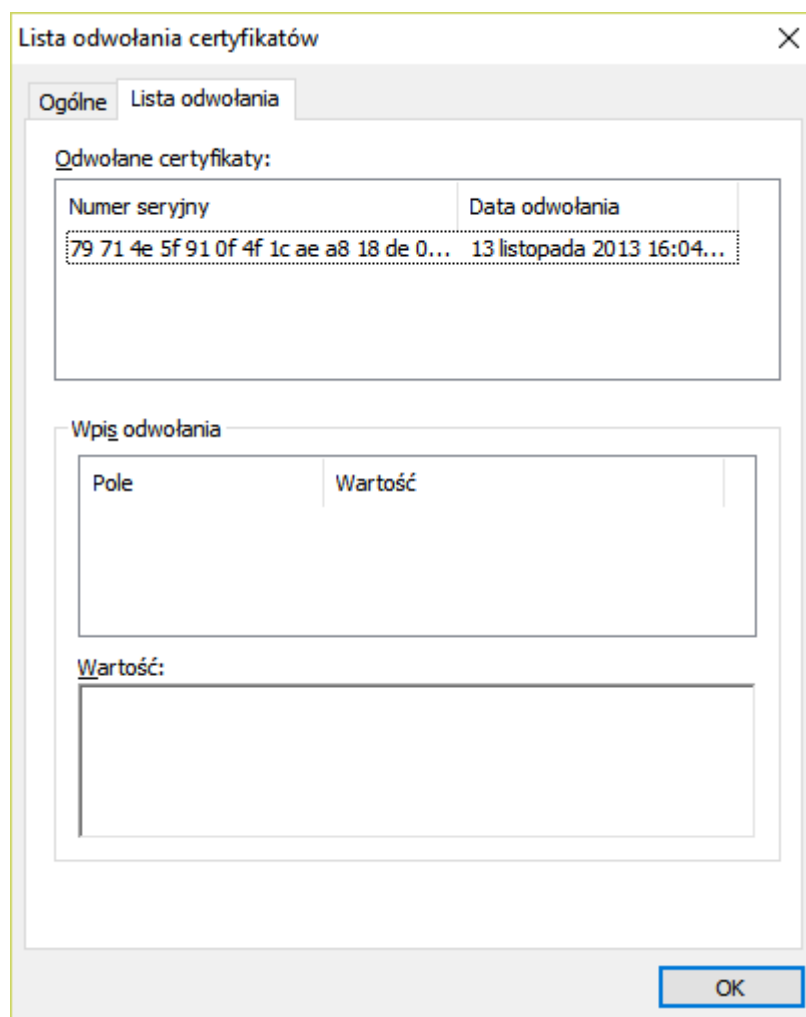 Lista odwołania certyfikatów
Ogólne Lista odwołania
Odwołane certyfikaty:
Numer seryjny Data odwołania
79 71 4e 5f 91 0f 4f 1c ae a8 18 de 0... 13 listopada 2013 16:04...
Wpis odwołania
Pole Wartość
Wartość:
OK